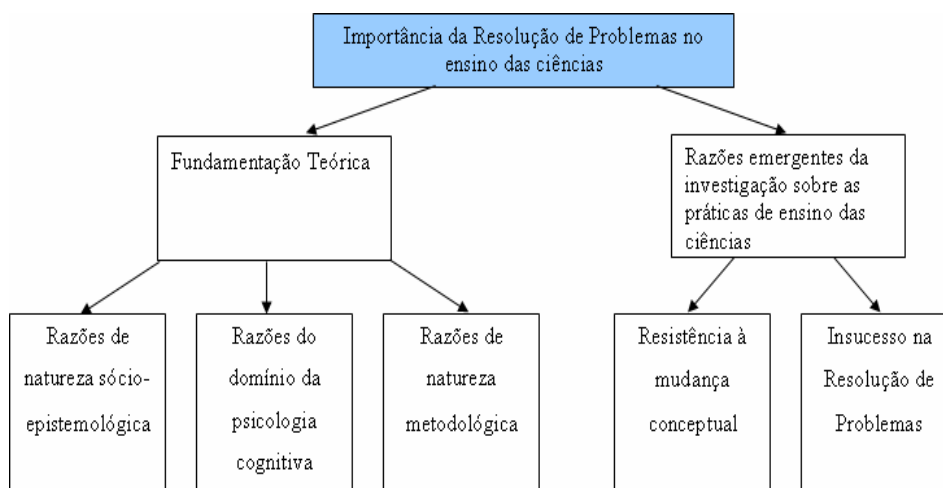 Importância da Resolução de Problemas no
ensino das ciências
Fundamentação Teórica
Razões emergentes da
investigação sobre as
práticas de ensino das
ciências
Razões de
natureza sócio-
epistemológica
Razões do
domínio da
psicologia
cognitiva
Razões de
natureza
metodológica
Resistência à
mudança
conceptual
Insucesso na
Resolução de
Problemas